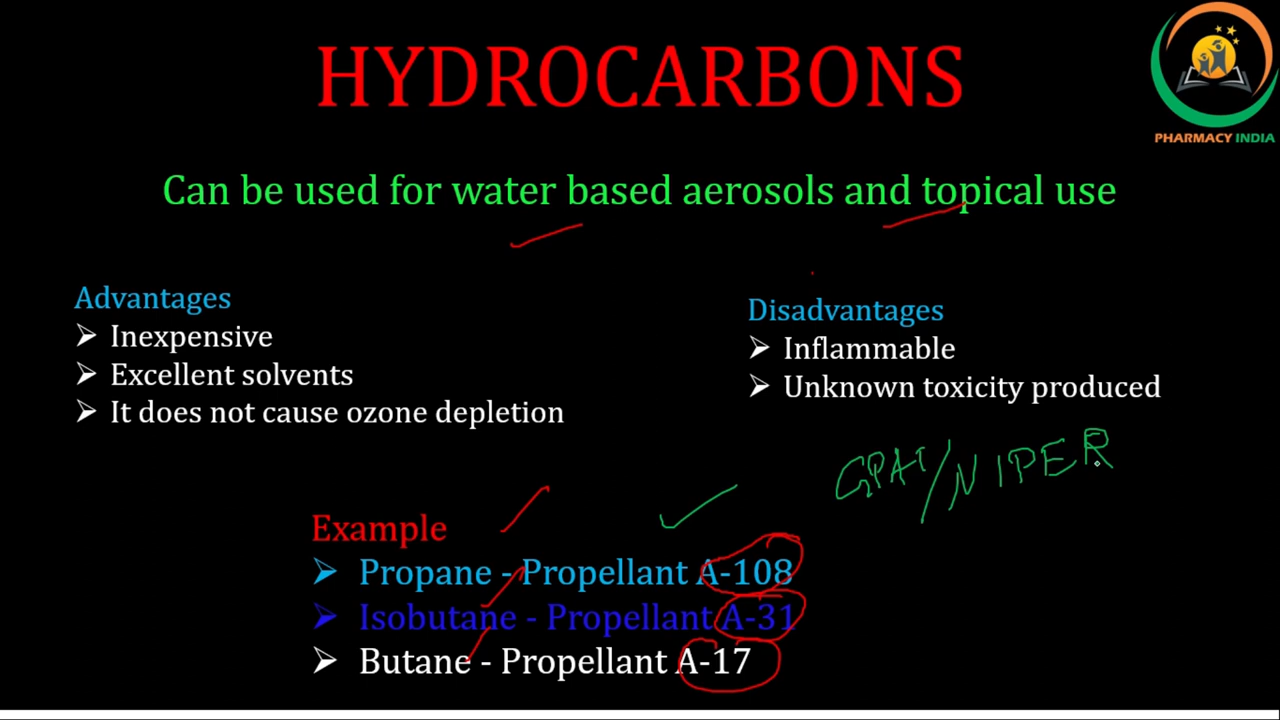 HYDROCARBONS
PHARMACY INDIA
Can be used for water based aerosols and topical use
Advantages
➢ Inexpensive
➢ Excellent solvents
➢ It does not cause ozone depletion
Disadvantages
➢ Inflammable
➢ Unknown toxicity produced
GPAT/NIPER
Example
➢ Propane - Propellant A-108
➢ Isobutane - Propellant A-31
➢ Butane - Propellant A-17